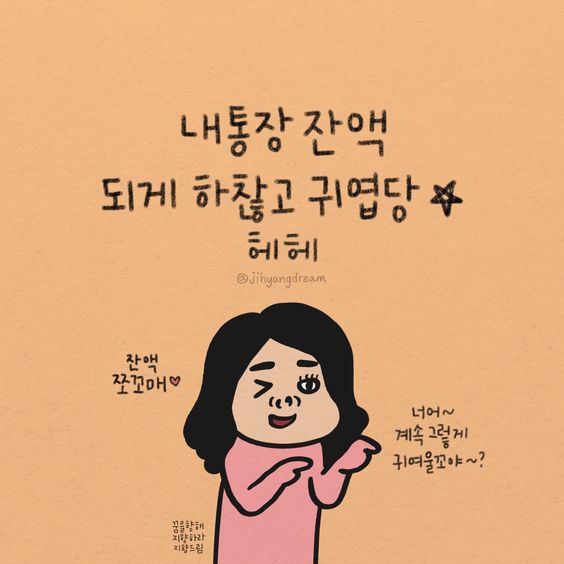 내통장 잔액
되게 하찮고 귀엽당☆
헤헤
@jihyangdream
잔액
쪼꼬매♥
너어~
계속 그렇게
귀여울꼬야~?
꿈을향해
지향하라
지향드림